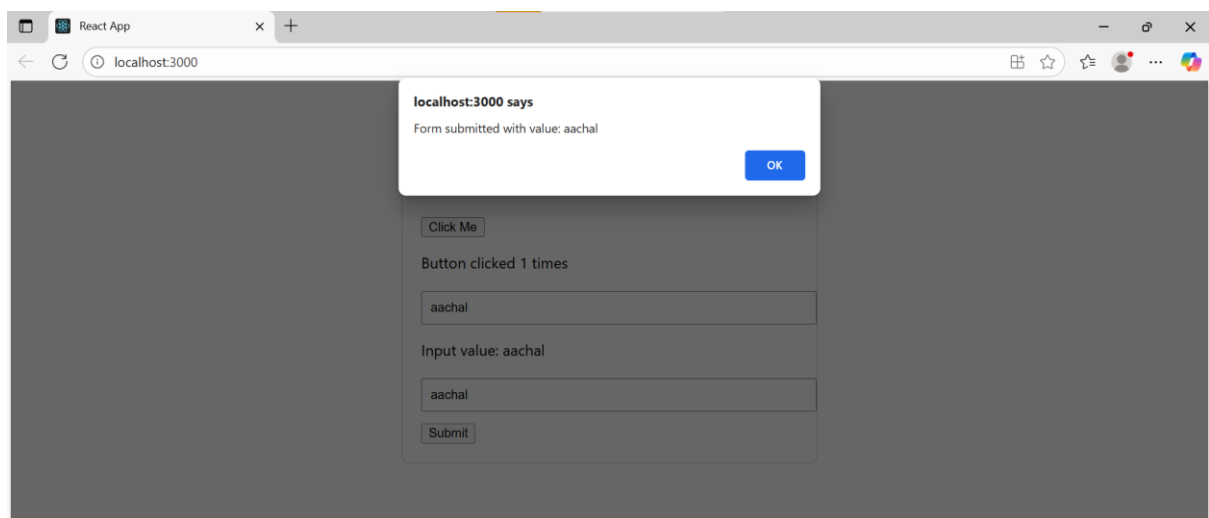 React App
localhost:3000
localhost:3000 says
Form submitted with value: aachal
OK
Click Me
Button clicked 1 times
aachal
Input value: aachal
aachal
Submit